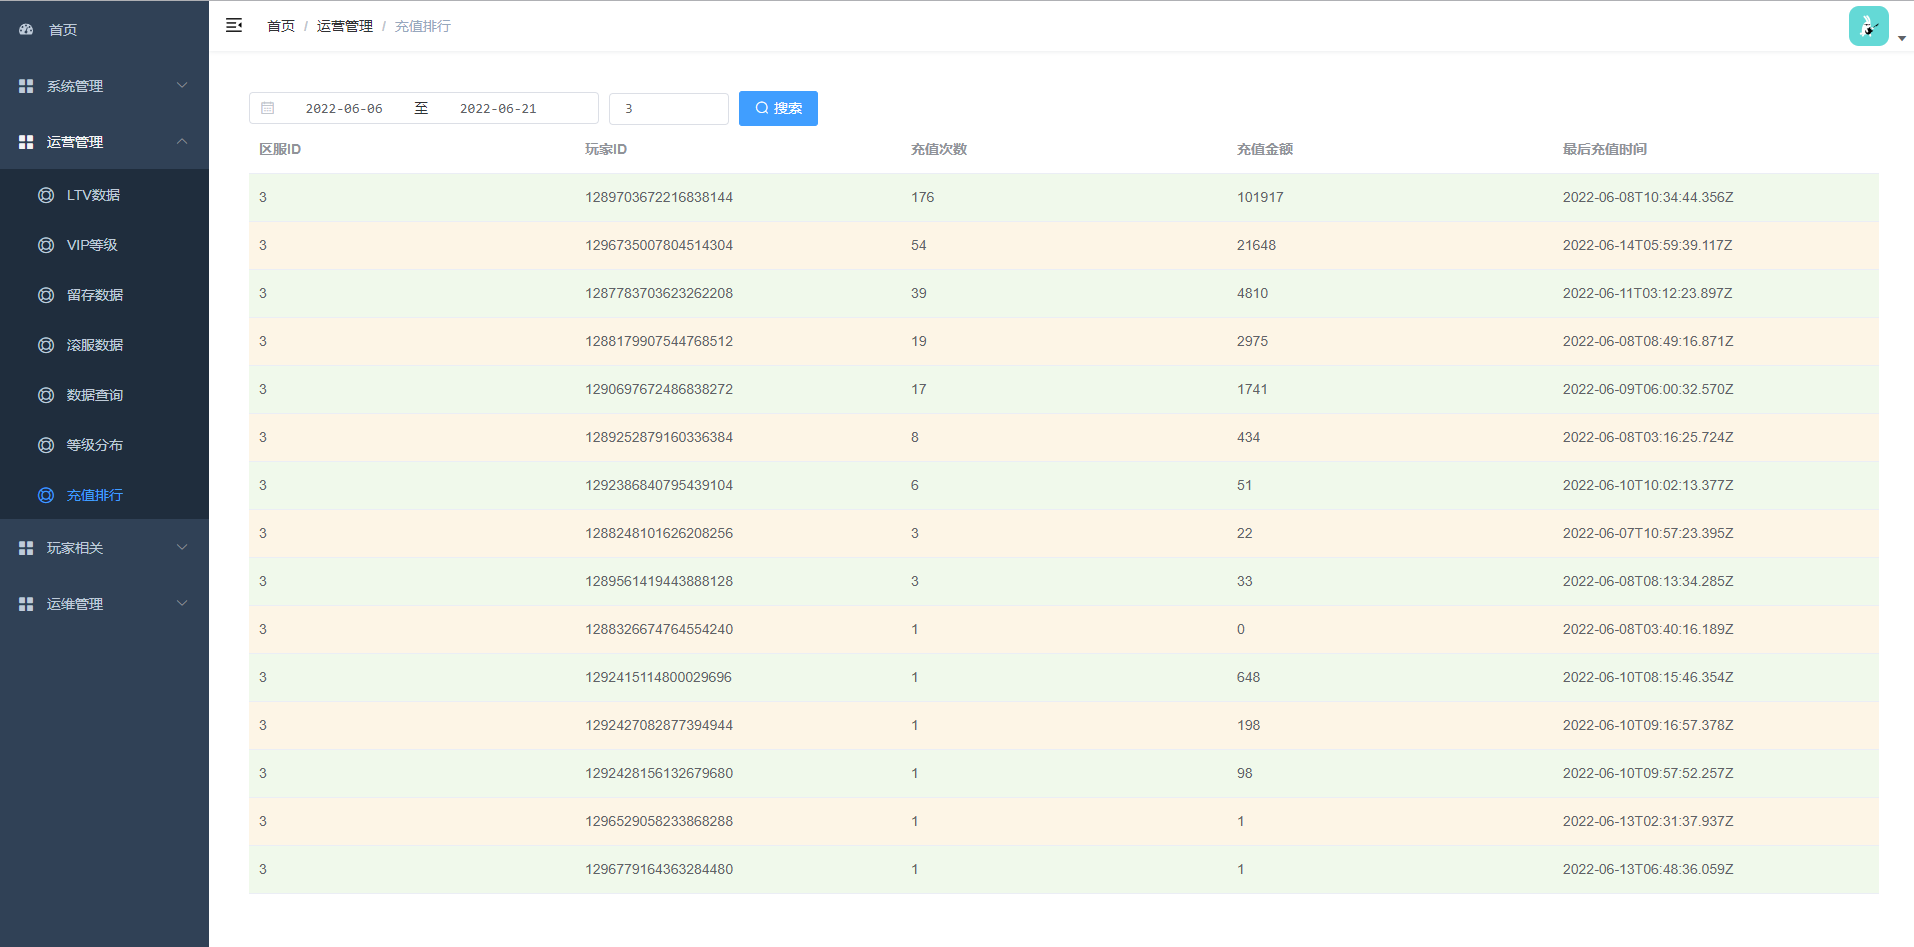 首页
系统管理
运营管理
LTV数据
VIP等级
留存数据
滚服数据
数据查询
等级分布
充值排行
玩家相关
运维管理
首页 / 运营管理 / 充值排行
2022-06-06 至 2022-06-21 3 搜索
区服ID 玩家ID 充值次数 充值金额 最后充值时间
3 1289703672216838144 176 101917 2022-06-08T10:34:44.356Z
3 1296735007804514304 54 21648 2022-06-14T05:59:39.117Z
3 1287783703623262208 39 4810 2022-06-11T03:12:23.897Z
3 1288179907544768512 19 2975 2022-06-08T08:49:16.871Z
3 1290697672486838272 17 1741 2022-06-09T06:00:32.570Z
3 1289252879160336384 8 434 2022-06-08T03:16:25.724Z
3 1292386840795439104 6 51 2022-06-10T10:02:13.377Z
3 1288248101626208256 3 22 2022-06-07T10:57:23.395Z
3 1289561419443888128 3 33 2022-06-08T08:13:34.285Z
3 1288326674764554240 1 0 2022-06-08T03:40:16.189Z
3 1292415114800029696 1 648 2022-06-10T08:15:46.354Z
3 1292427082877394944 1 198 2022-06-10T09:16:57.378Z
3 1292428156132679680 1 98 2022-06-10T09:57:52.257Z
3 1296529058233868288 1 1 2022-06-13T02:31:37.937Z
3 1296779164363284480 1 1 2022-06-13T06:48:36.059Z